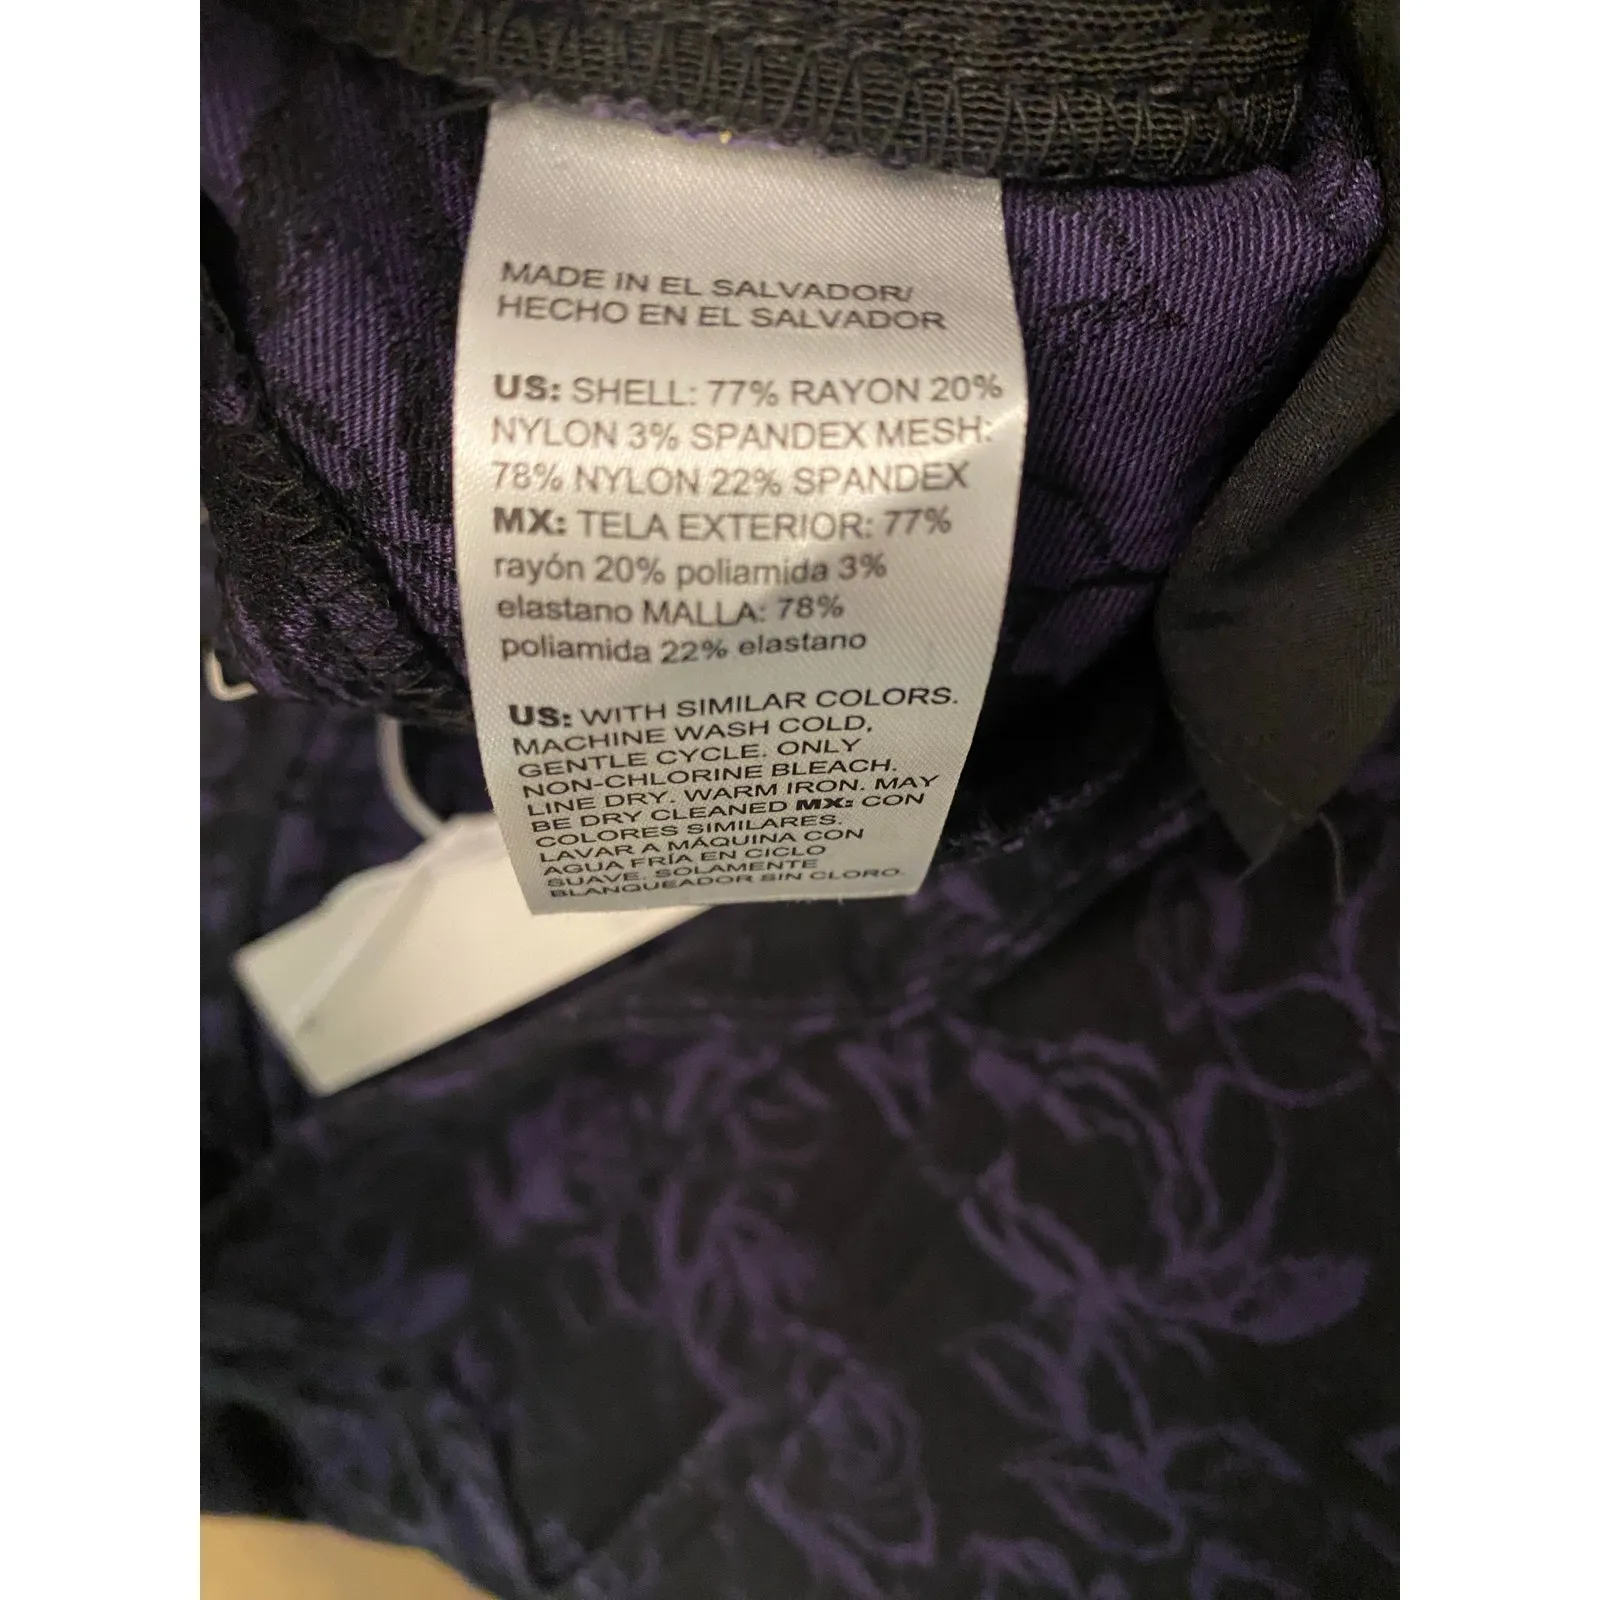 MADE IN EL SALVADOR/
HECHO EN EL SALVADOR
US: SHELL: 77% RAYON 20%
NYLON 3% SPANDEX MESH:
78% NYLON 22% SPANDEX
MX: TELA EXTERIOR: 77%
rayón 20% poliamida 3%
elastano MALLA: 78%
poliamida 22% elastano
US: WITH SIMILAR COLORS.
MACHINE WASH COLD,
GENTLE CYCLE. ONLY
NON-CHLORINE BLEACH.
LINE DRY. WARM IRON. MAY
BE DRY CLEANED MX: CON
COLORES SIMILARES.
LAVAR A MÁQUINA CON
AGUA FRÍA EN CICLO
SUAVE. SOLAMENTE
BLANQUEADOR SIN CLORO.